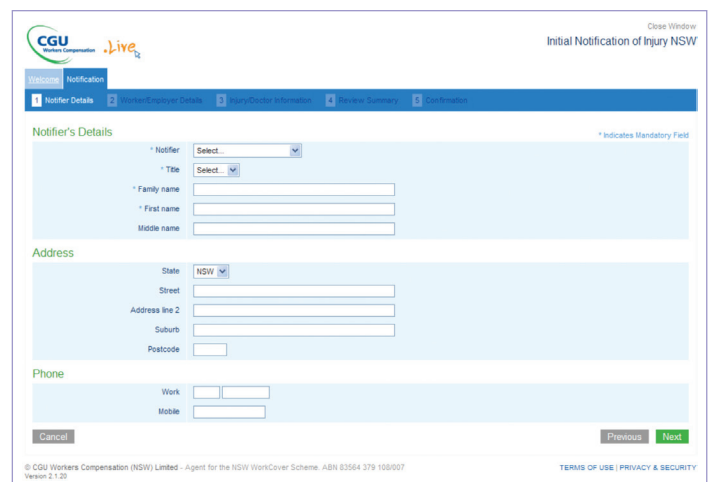 Close Window
CGU
Workers Compensation
.Live
Initial Notification of Injury NSW
Welcome Notification
1 Notifier Details 2 Worker/Employer Details 3 Injury/Doctor Information 4 Review Summary 5 Confirmation
Notifier's Details
* Indicates Mandatory Field
* Notifier Select...
* Title Select...
* Family name
* First name
Middle name
Address
State NSW
Street
Address line 2
Suburb
Postcode
Phone
Work
Mobile
Cancel Previous Next
© CGU Workers Compensation (NSW) Limited - Agent for the NSW WorkCover Scheme. ABN 83564 379 108/007 TERMS OF USE | PRIVACY & SECURITY
Version 2.1.20